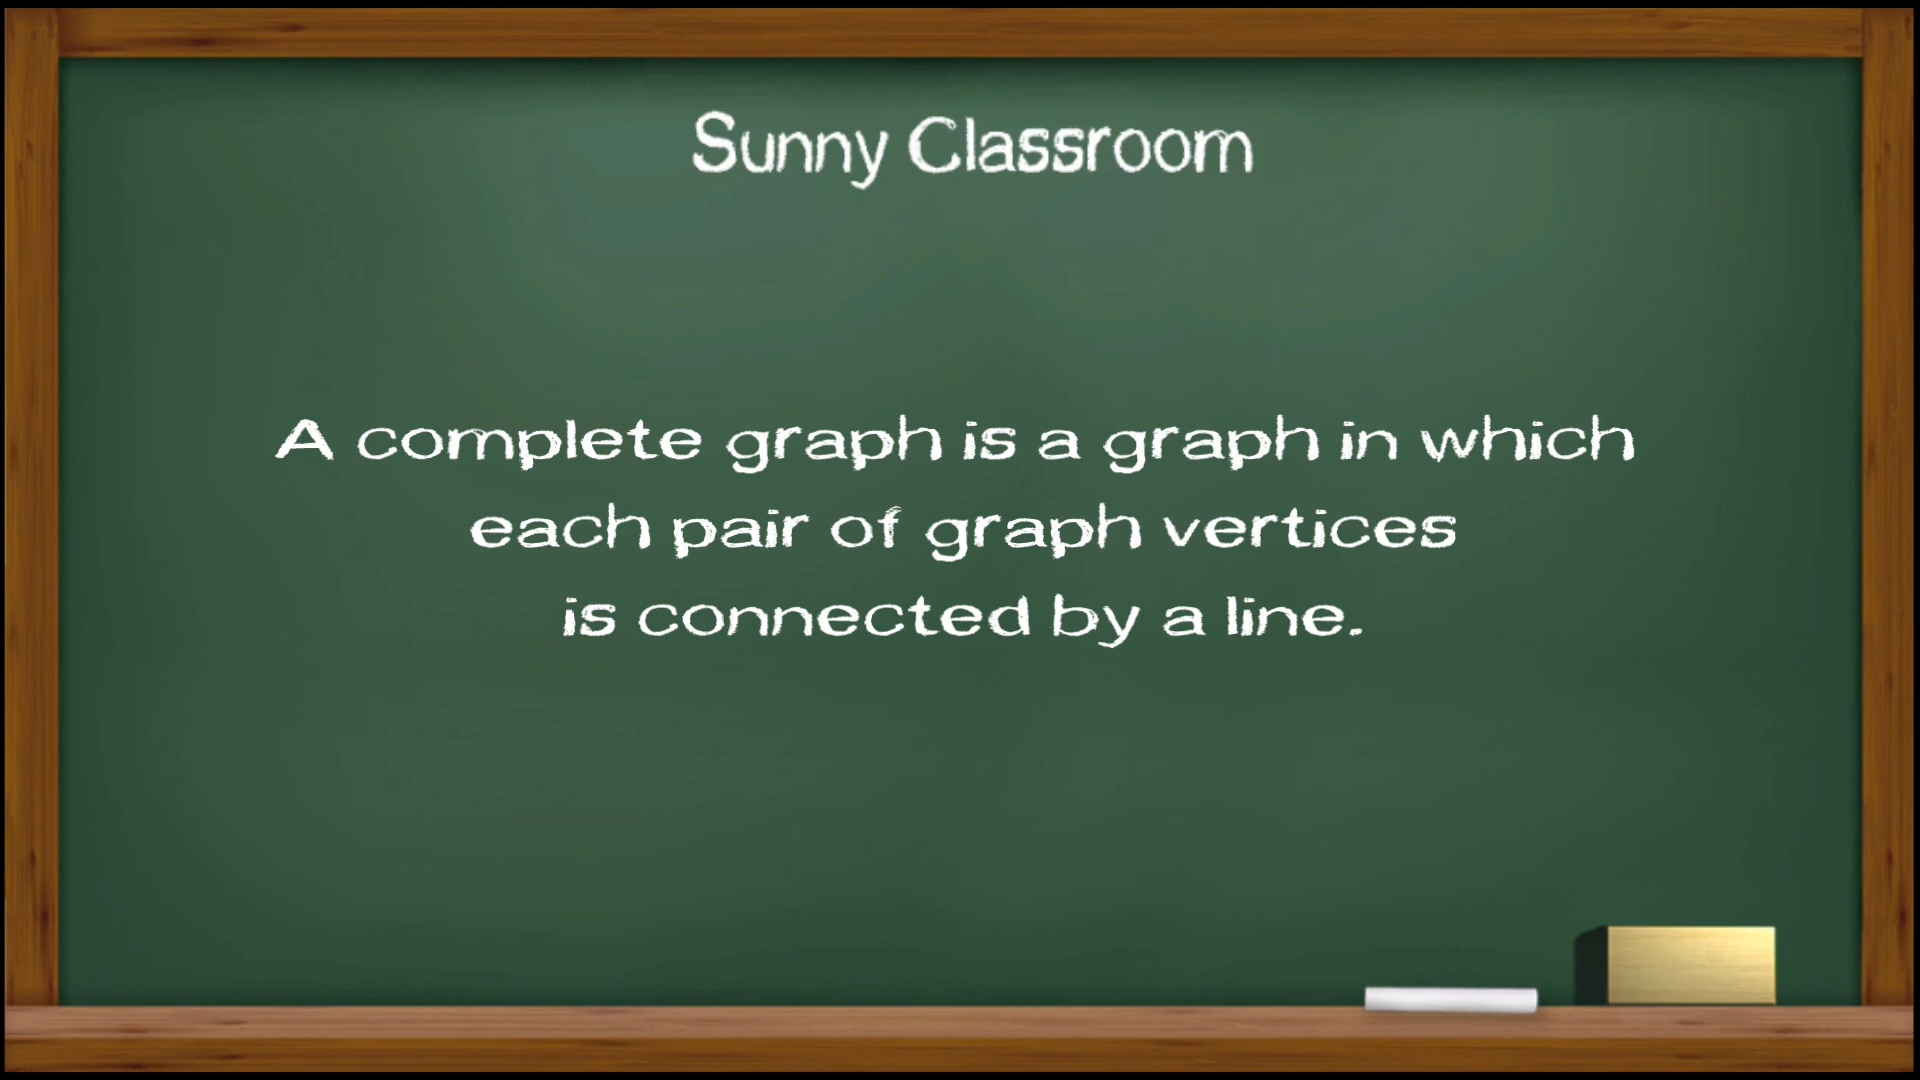 Sunny Classroom
A complete graph is a graph in which
each pair of graph vertices
is connected by a line.